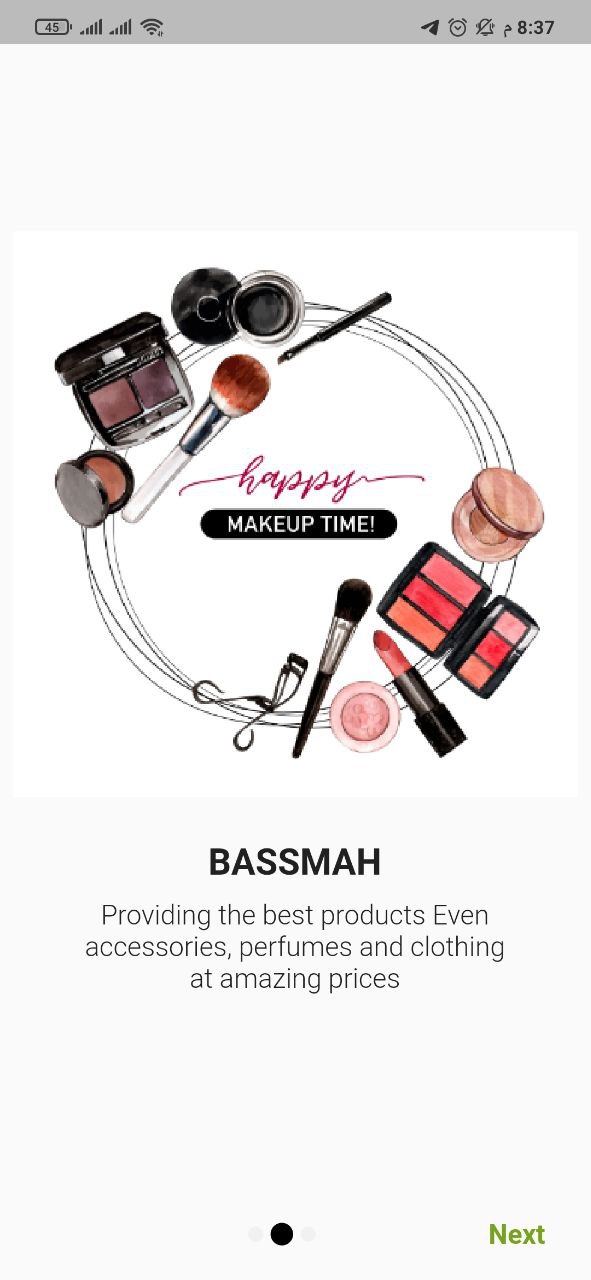 45
م 8:37
happy
MAKEUP TIME!
BASSMAH
Providing the best products Even
accessories, perfumes and clothing
at amazing prices
Next